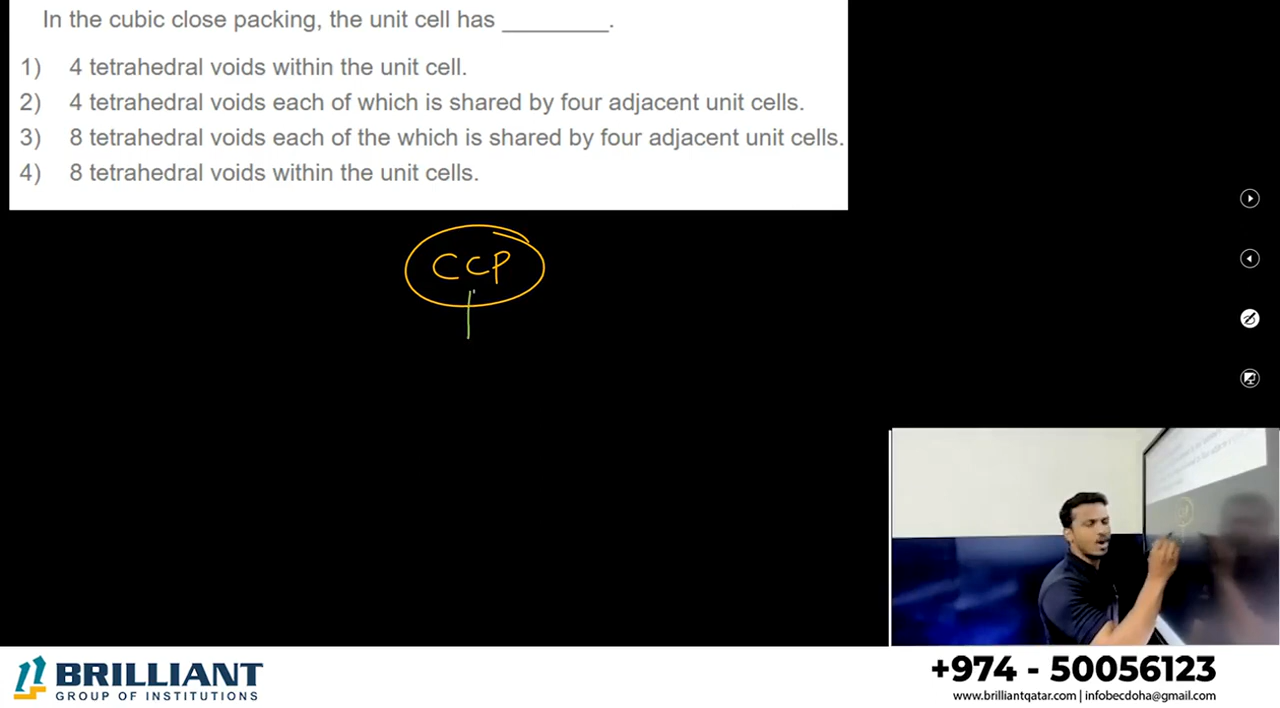 In the cubic close packing, the unit cell has _________.
1) 4 tetrahedral voids within the unit cell.
2) 4 tetrahedral voids each of which is shared by four adjacent unit cells.
3) 8 tetrahedral voids each of the which is shared by four adjacent unit cells.
4) 8 tetrahedral voids within the unit cells.
CCP
BRILLIANT
GROUP OF INSTITUTIONS
+974 - 50056123
www.brilliantqatar.com | infobecdoha@gmail.com